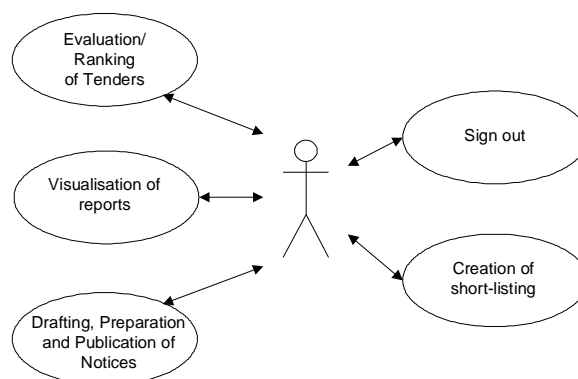 Evaluation/
Ranking
of Tenders
Sign out
Visualisation of
reports
Creation of
short-listing
Drafting, Preparation
and Publication of
Notices